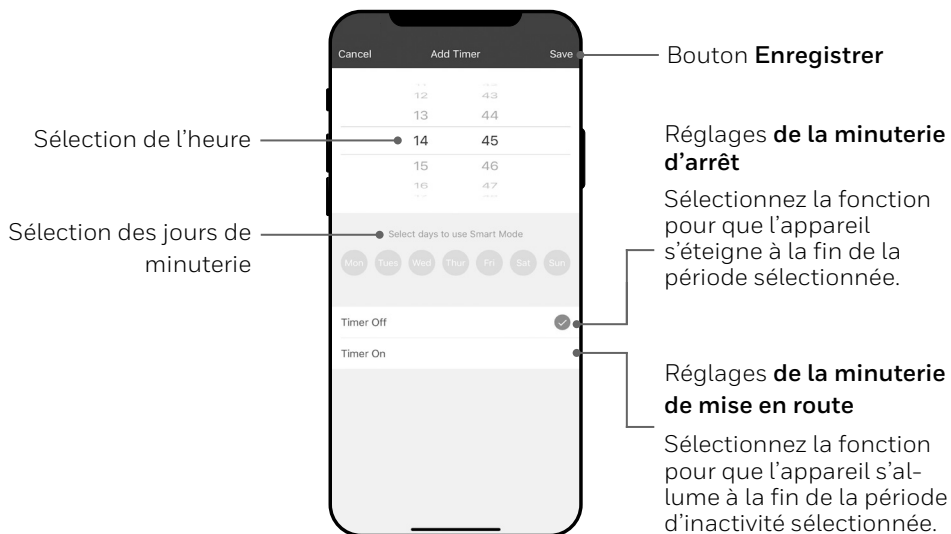 Cancel Add Timer Save
Bouton Enregistrer
12 43
13 44
Sélection de l'heure
14 45
15 46
16 47
Réglages de la minuterie
d'arrêt
Sélectionnez la fonction
pour que l'appareil
s'éteigne à la fin de la
période sélectionnée.
Sélection des jours de
minuterie
Select days to use Smart Mode
Mon Tues Wed Thur Fri Sat Sun
Timer Off
Timer On
Réglages de la minuterie
de mise en route
Sélectionnez la fonction
pour que l'appareil s'al-
lume à la fin de la période
d'inactivité sélectionnée.